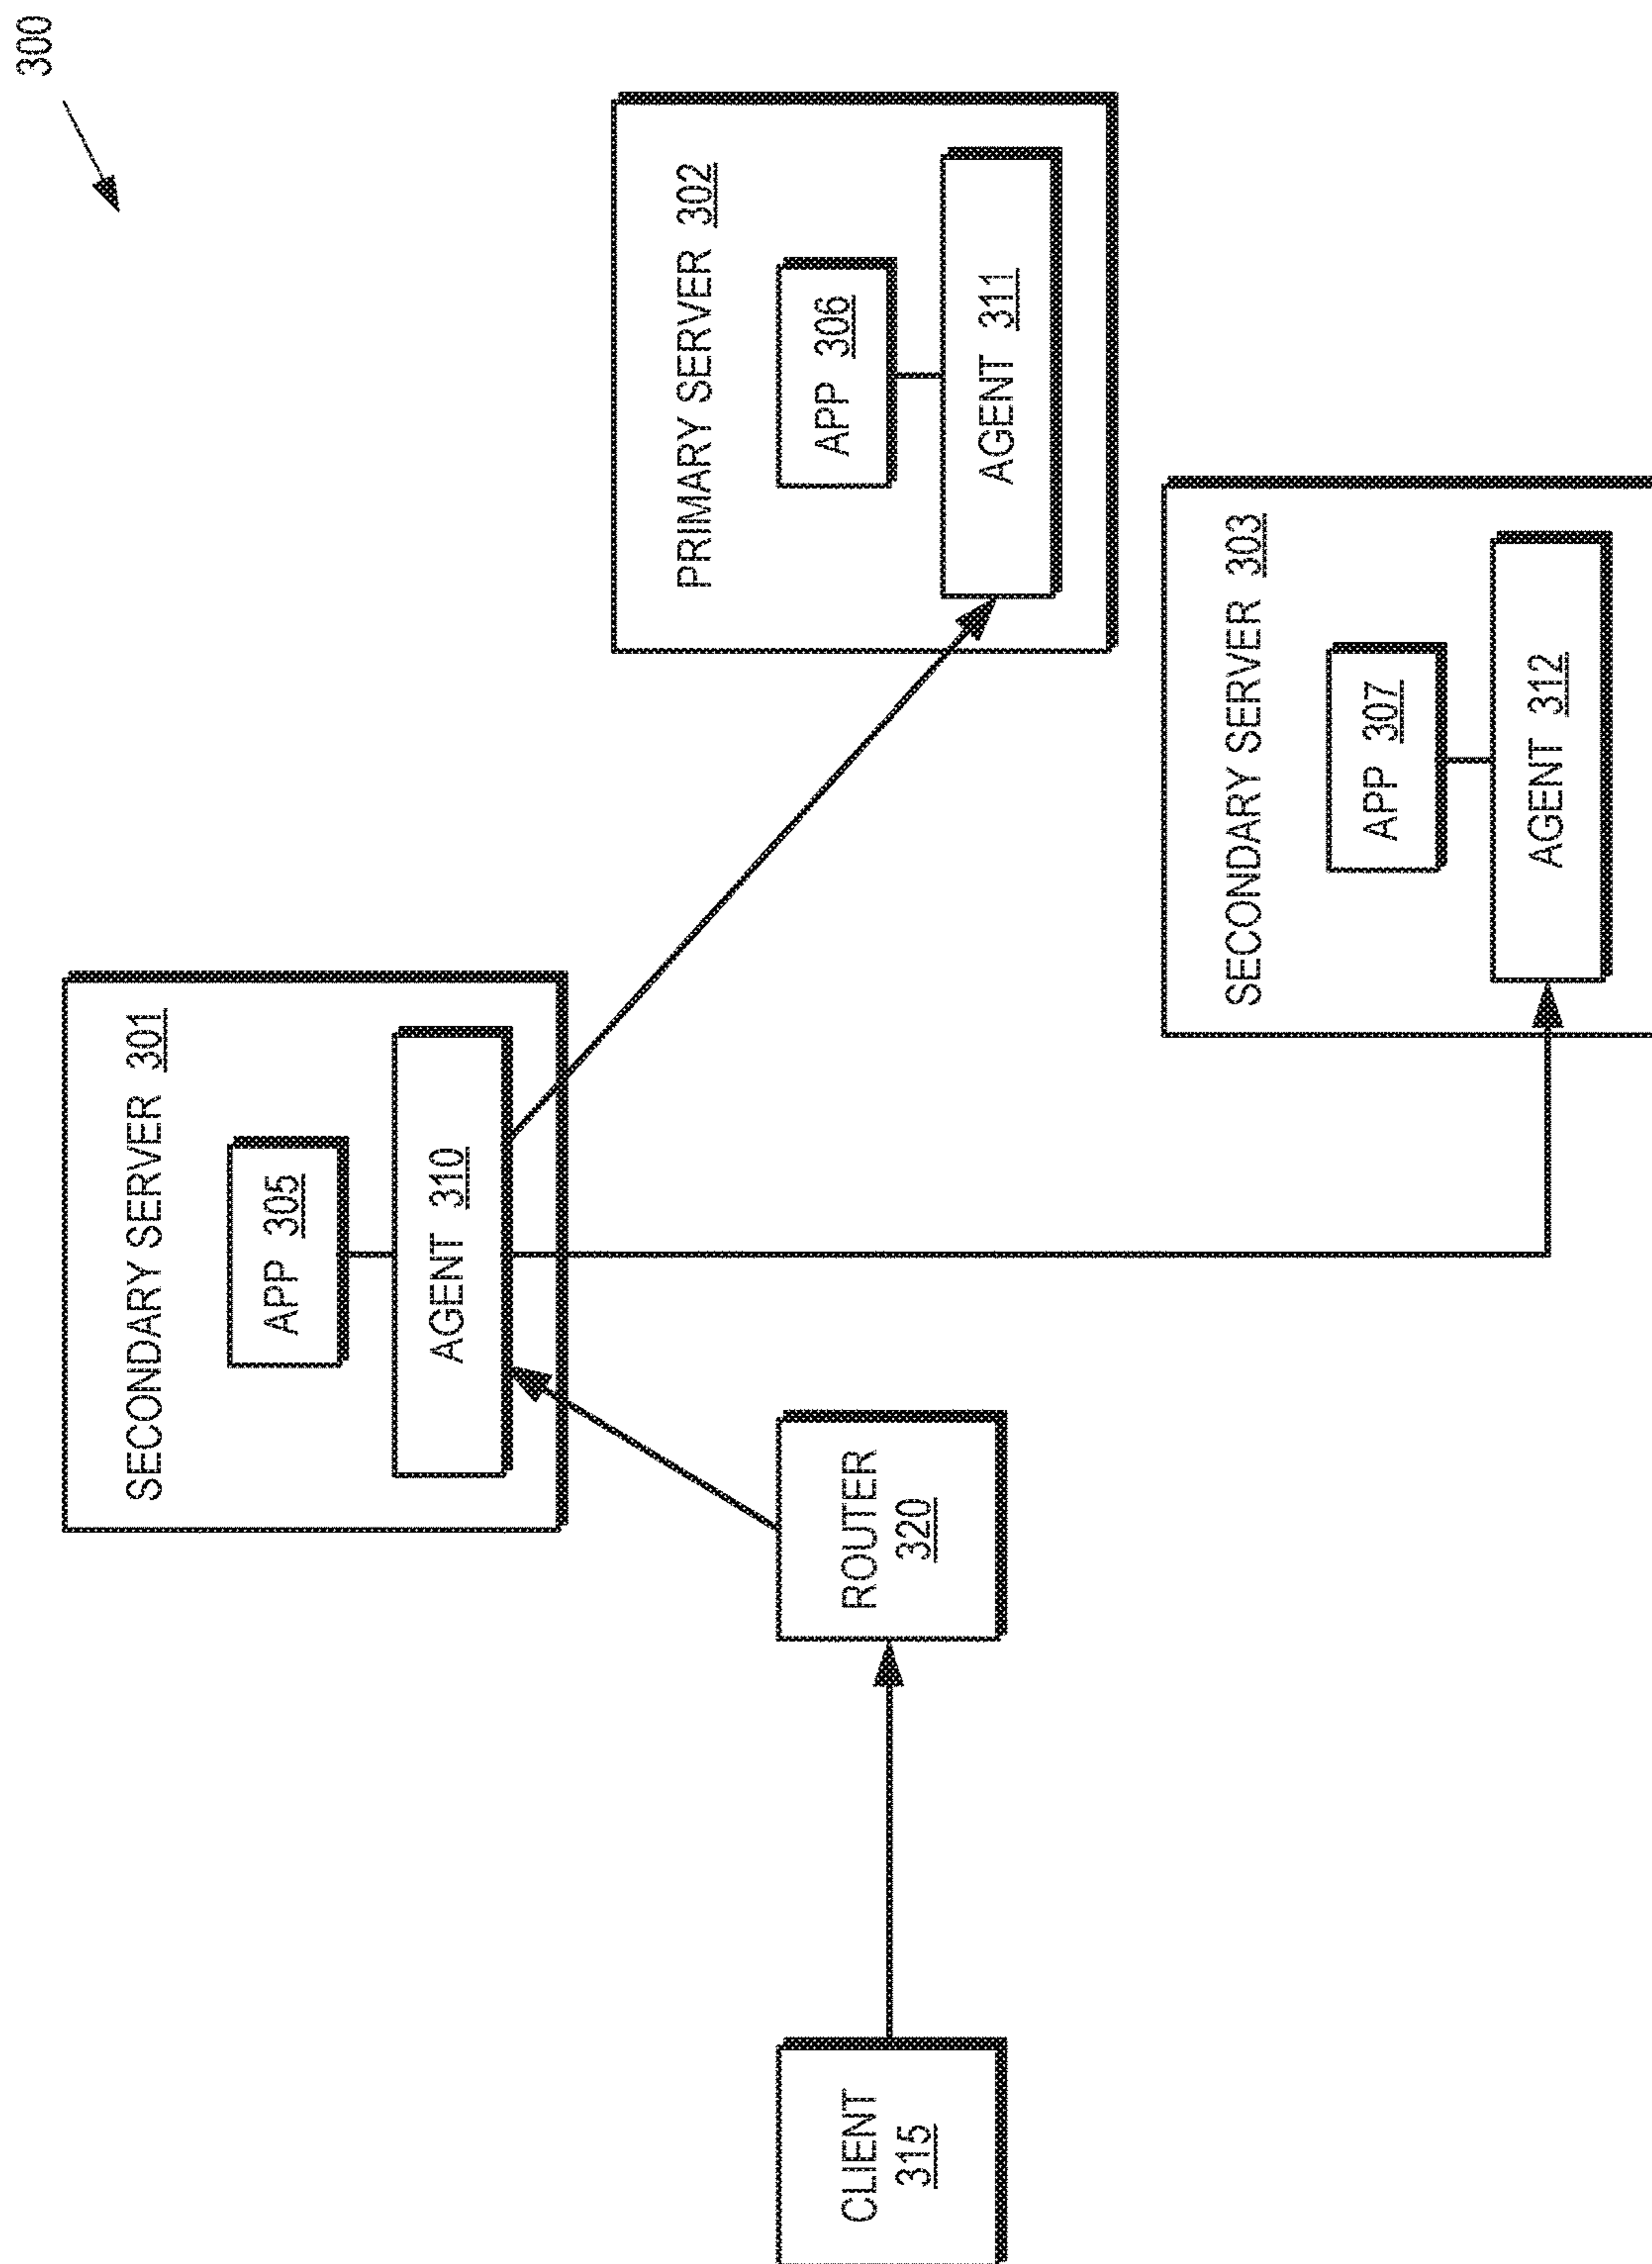 300
SECONDARY SERVER 301
APP 305
AGENT 310
PRIMARY SERVER 302
APP 306
AGENT 311
CLIENT
315
ROUTER
320
SECONDARY SERVER 303
APP 307
AGENT 312